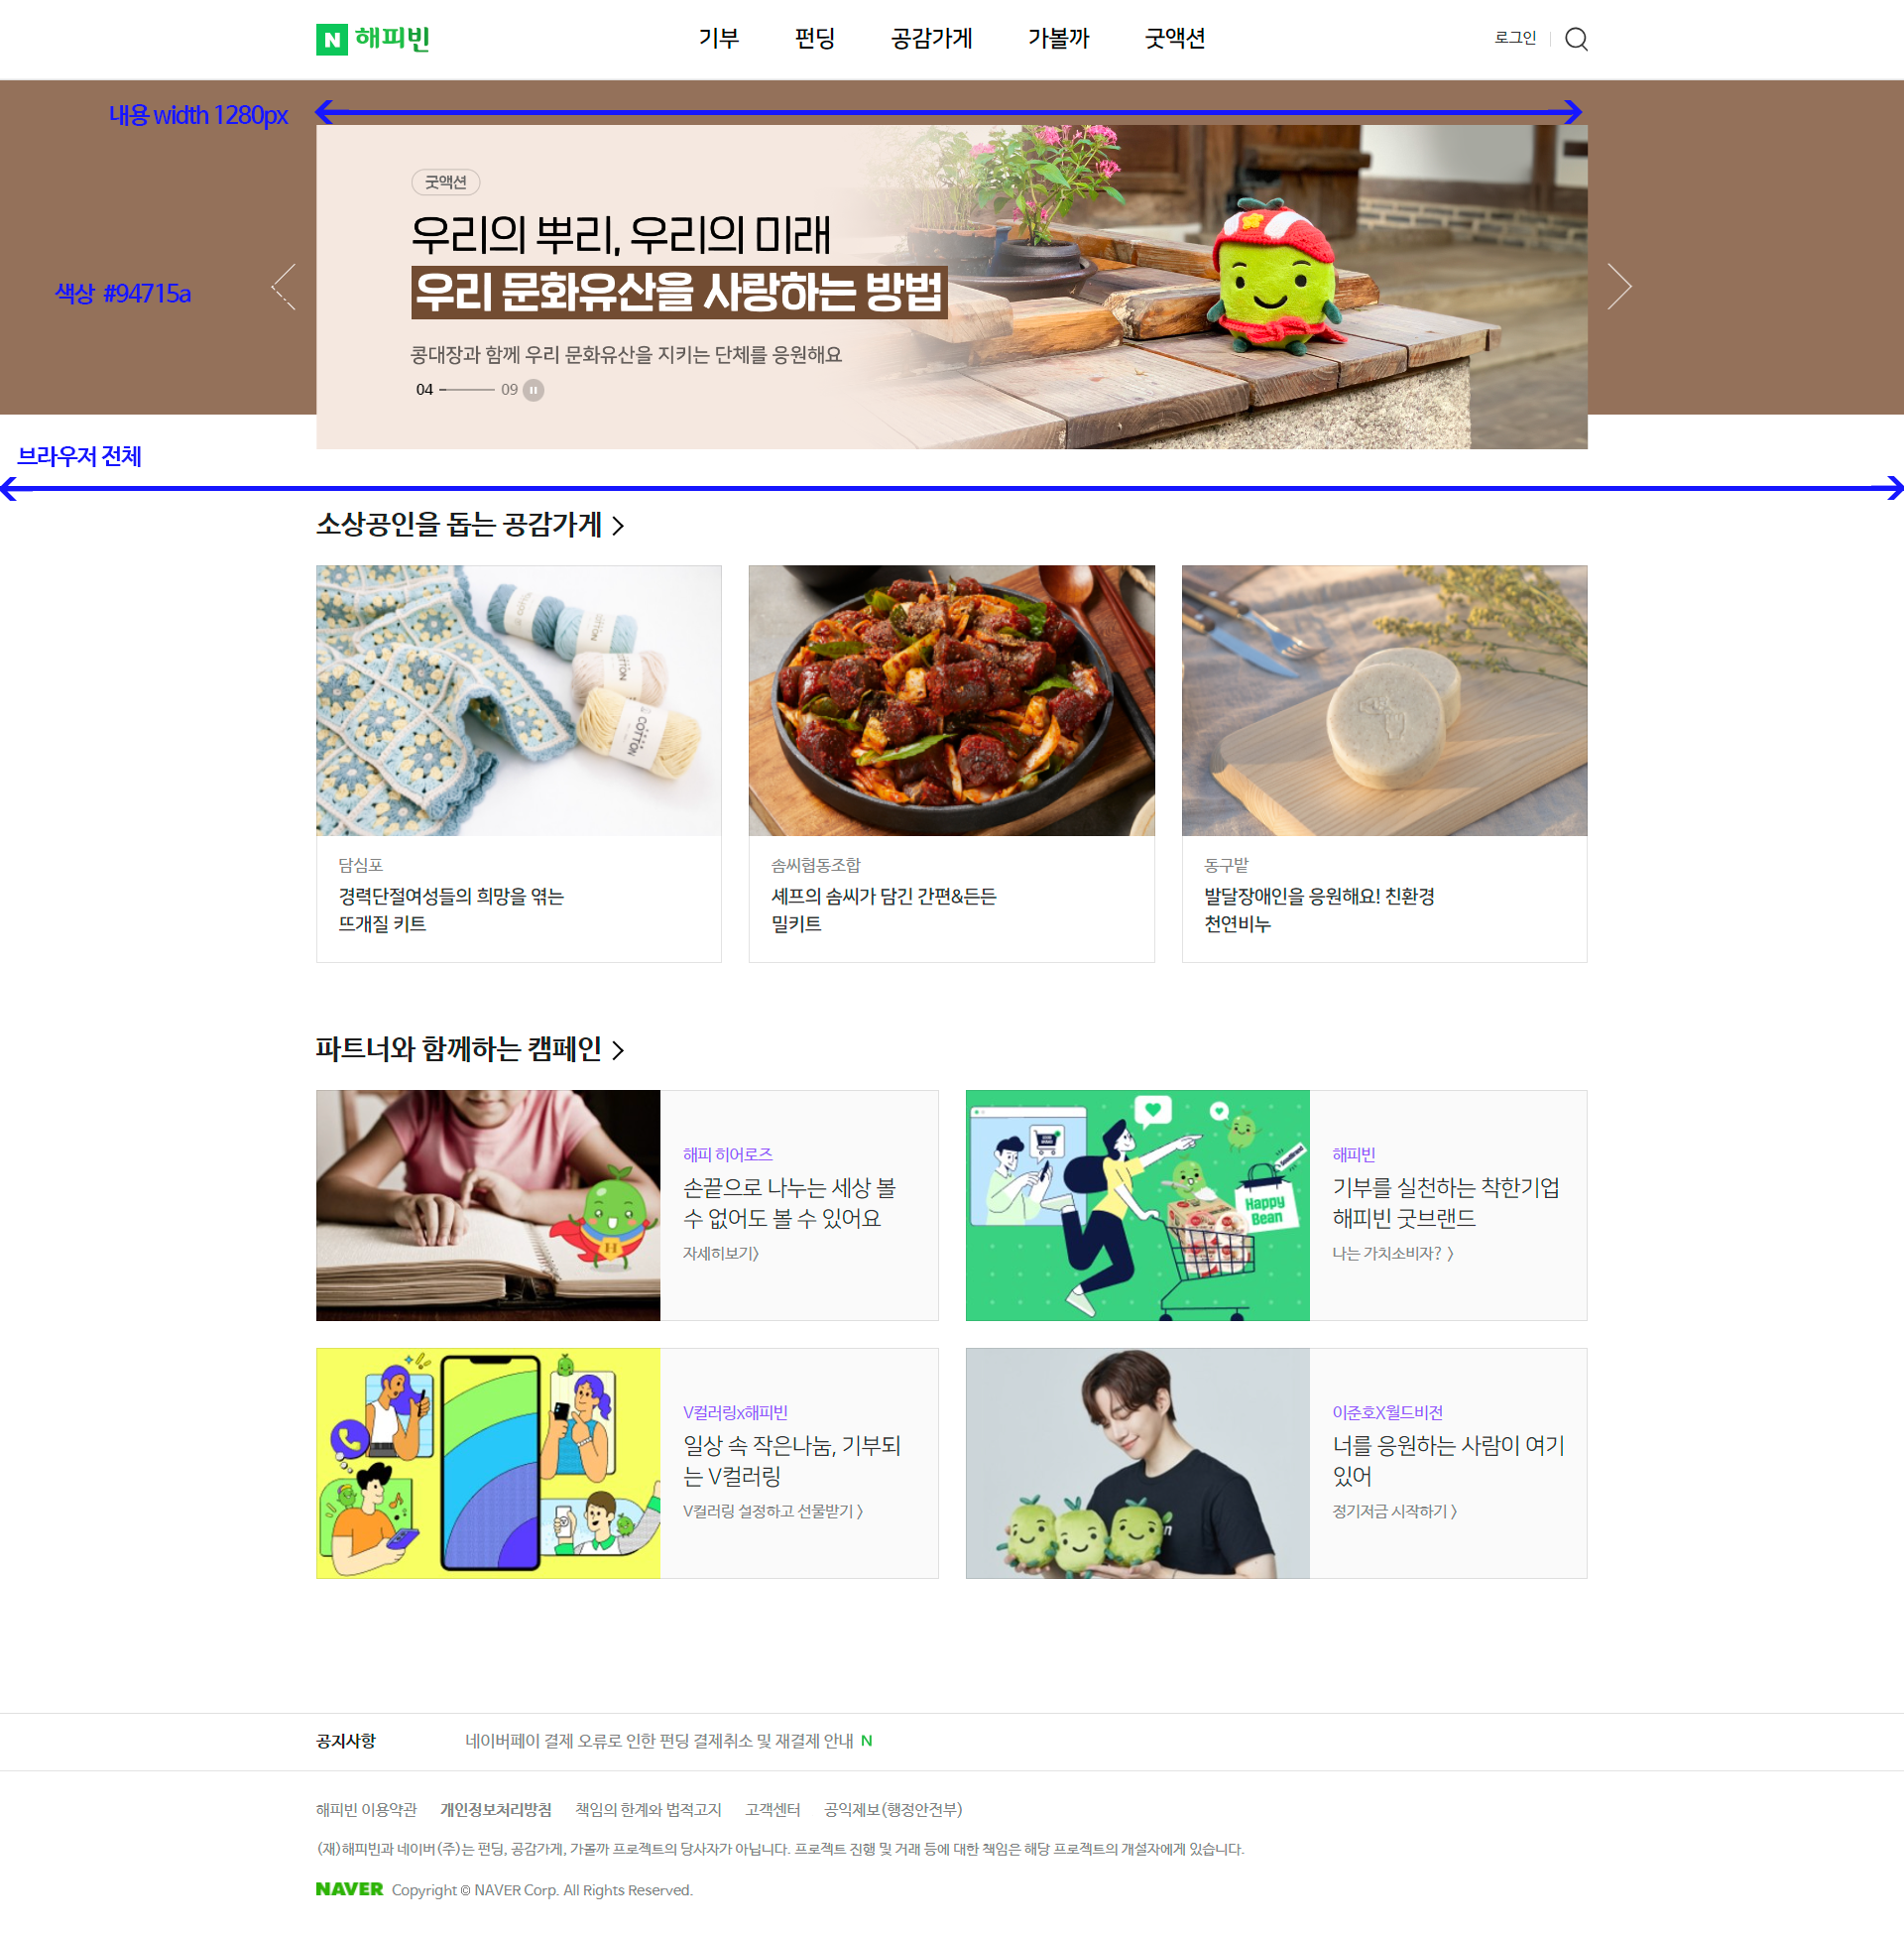 N 해피빈
기부 펀딩 공감가게 가볼까 굿액션
로그인
내용 width 1280px
굿액션
우리의 뿌리, 우리의 미래
우리 문화유산을 사랑하는 방법
색상 #94715a
콩대장과 함께 우리 문화유산을 지키는 단체를 응원해요
04 09
브라우저 전체
소상공인을 돕는 공감가게 >
COTTON
COTTON
COTTON
담심포
경력단절여성들의 희망을 엮는
뜨개질 키트
솜씨협동조합
셰프의 솜씨가 담긴 간편&든든
밀키트
동구밭
발달장애인을 응원해요! 친환경
천연비누
파트너와 함께하는 캠페인 >
H
해피 히어로즈
손끝으로 나누는 세상 볼
수 없어도 볼 수 있어요
자세히보기>
Happy
Bean
해피빈
기부를 실천하는 착한기업
해피빈 굿브랜드
나는 가치소비자? >
V컬러링x해피빈
일상 속 작은나눔, 기부되
는 V컬러링
V컬러링 설정하고 선물받기 >
이준호X월드비전
너를 응원하는 사람이 여기
있어
정기저금 시작하기 >
공지사항 네이버페이 결제 오류로 인한 펀딩 결제취소 및 재결제 안내 N
해피빈 이용약관 개인정보처리방침 책임의 한계와 법적고지 고객센터 공익제보(행정안전부)
(재)해피빈과 네이버(주)는 펀딩, 공감가게, 가볼까 프로젝트의 당사자가 아닙니다. 프로젝트 진행 및 거래 등에 대한 책임은 해당 프로젝트의 개설자에게 있습니다.
NAVER Copyright © NAVER Corp. All Rights Reserved.